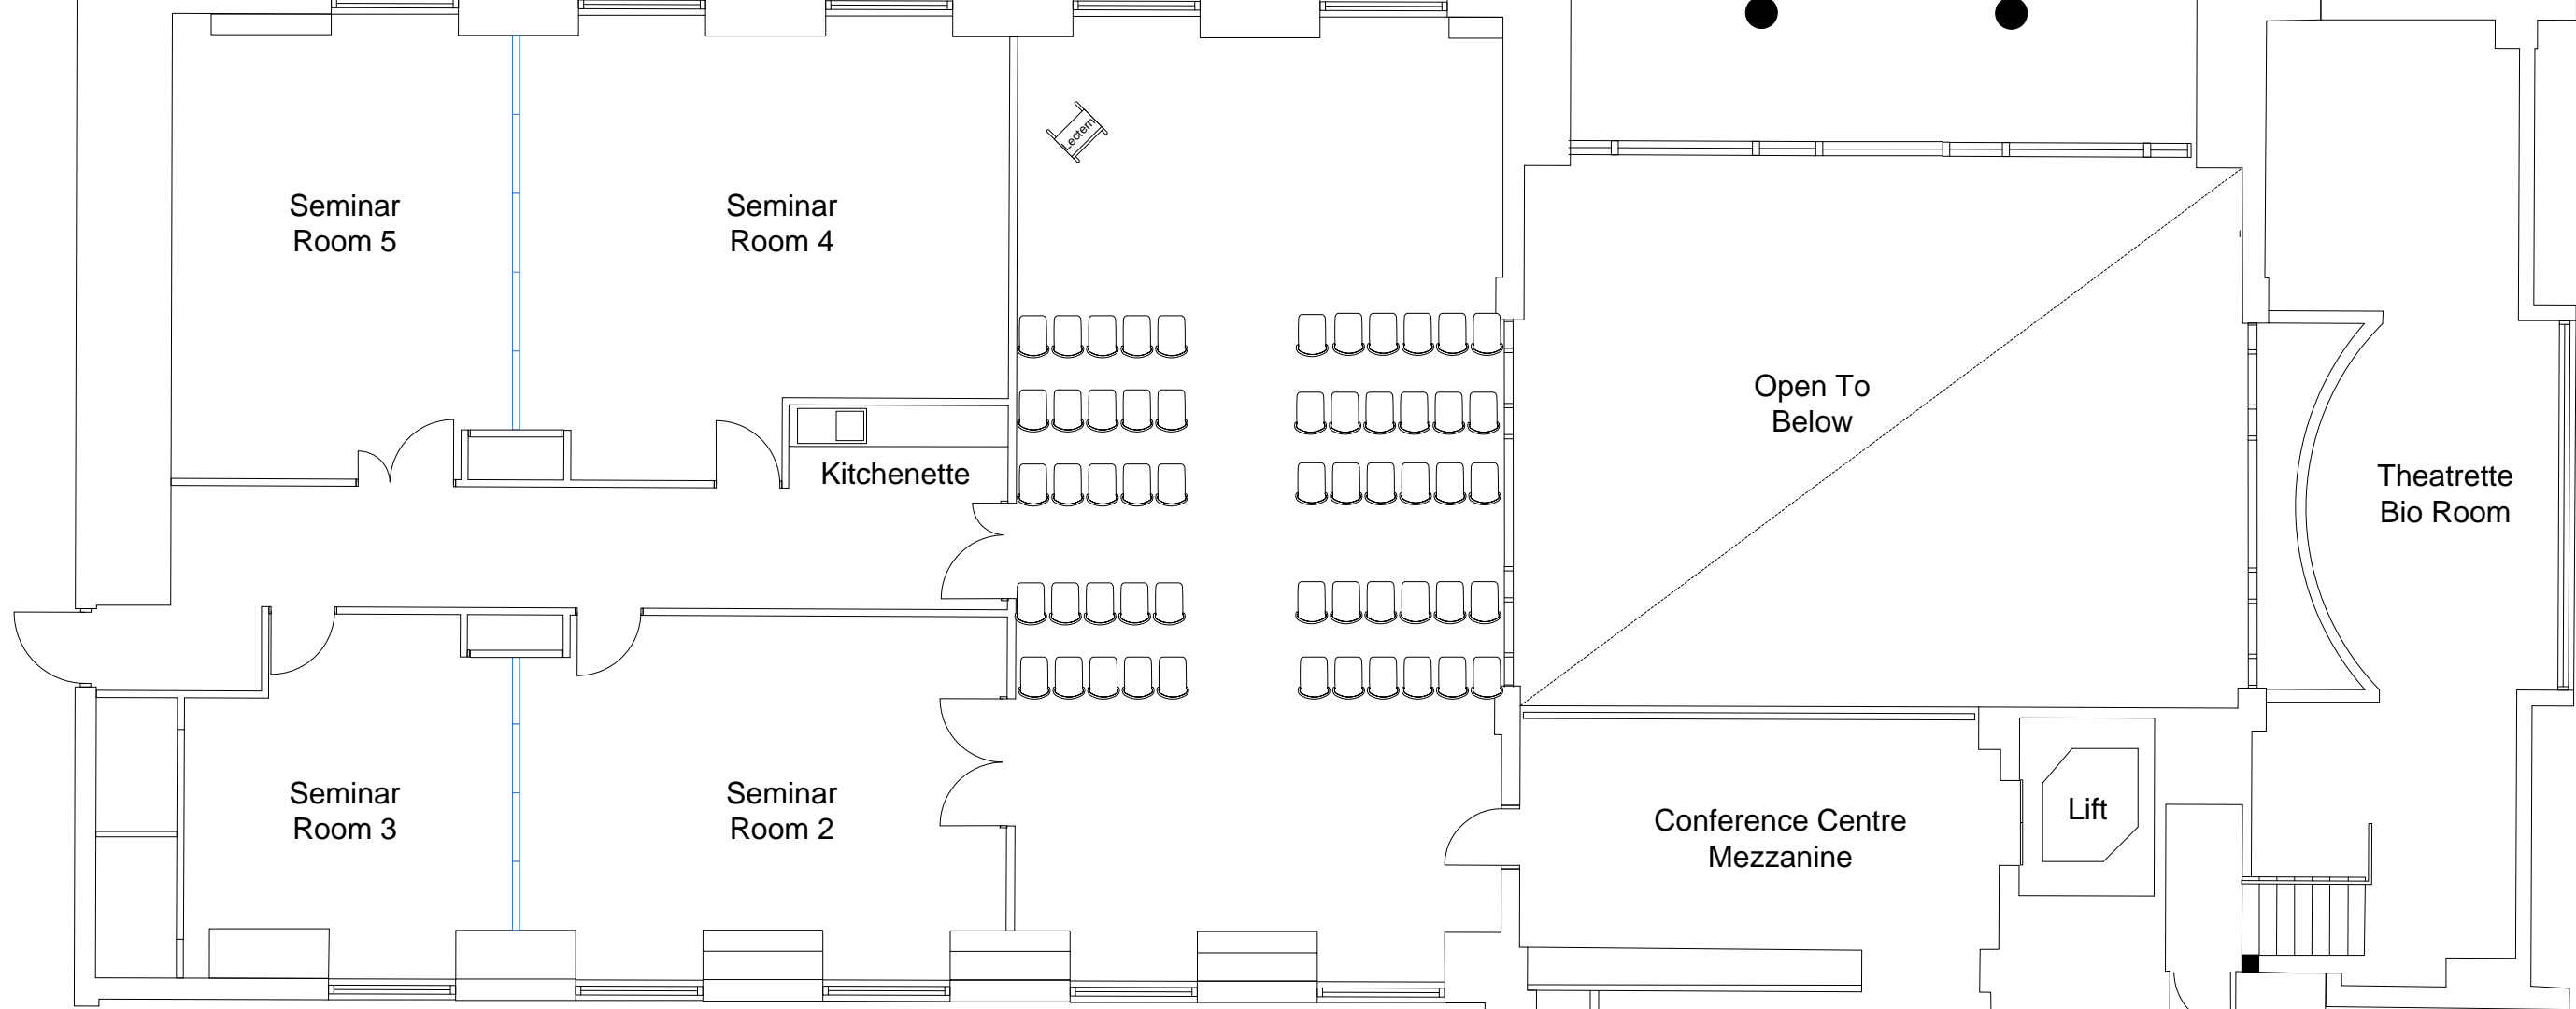 Lectern
Seminar
Room 5
Seminar
Room 4
Open To
Below
Kitchenette
Theatrette
Bio Room
Seminar
Room 3
Seminar
Room 2
Conference Centre
Mezzanine
Lift